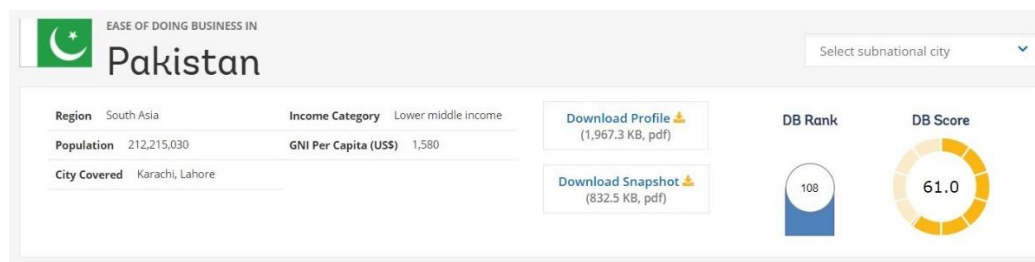 EASE OF DOING BUSINESS IN
Pakistan
Select subnational city
Region South Asia
Population 212,215,030
City Covered Karachi, Lahore
Income Category Lower middle income
GNI Per Capita (US$) 1,580
Download Profile
(1,967.3 KB, pdf)
Download Snapshot
(832.5 KB, pdf)
DB Rank
108
DB Score
61.0